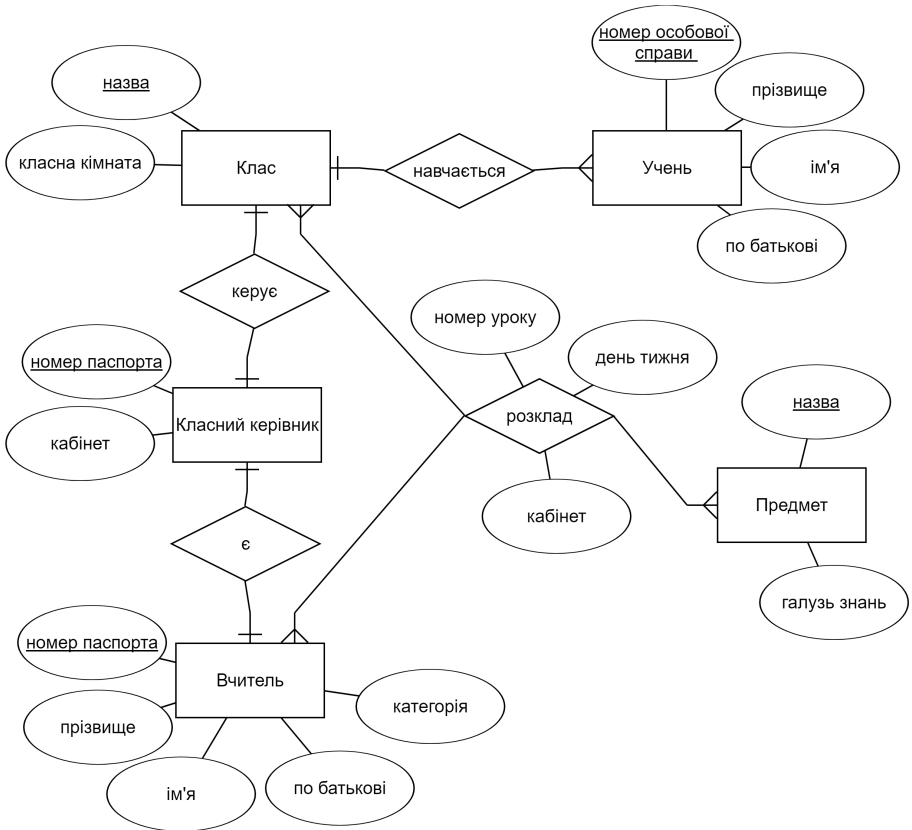 номер особової
справи
назва
прізвище
класна кімната
Клас
навчається
Учень
ім'я
по батькові
керує
номер уроку
день тижня
номер паспорта
назва
Класний керівник
розклад
кабінет
Предмет
кабінет
є
галузь знань
номер паспорта
Вчитель
категорія
прізвище
по батькові
ім'я